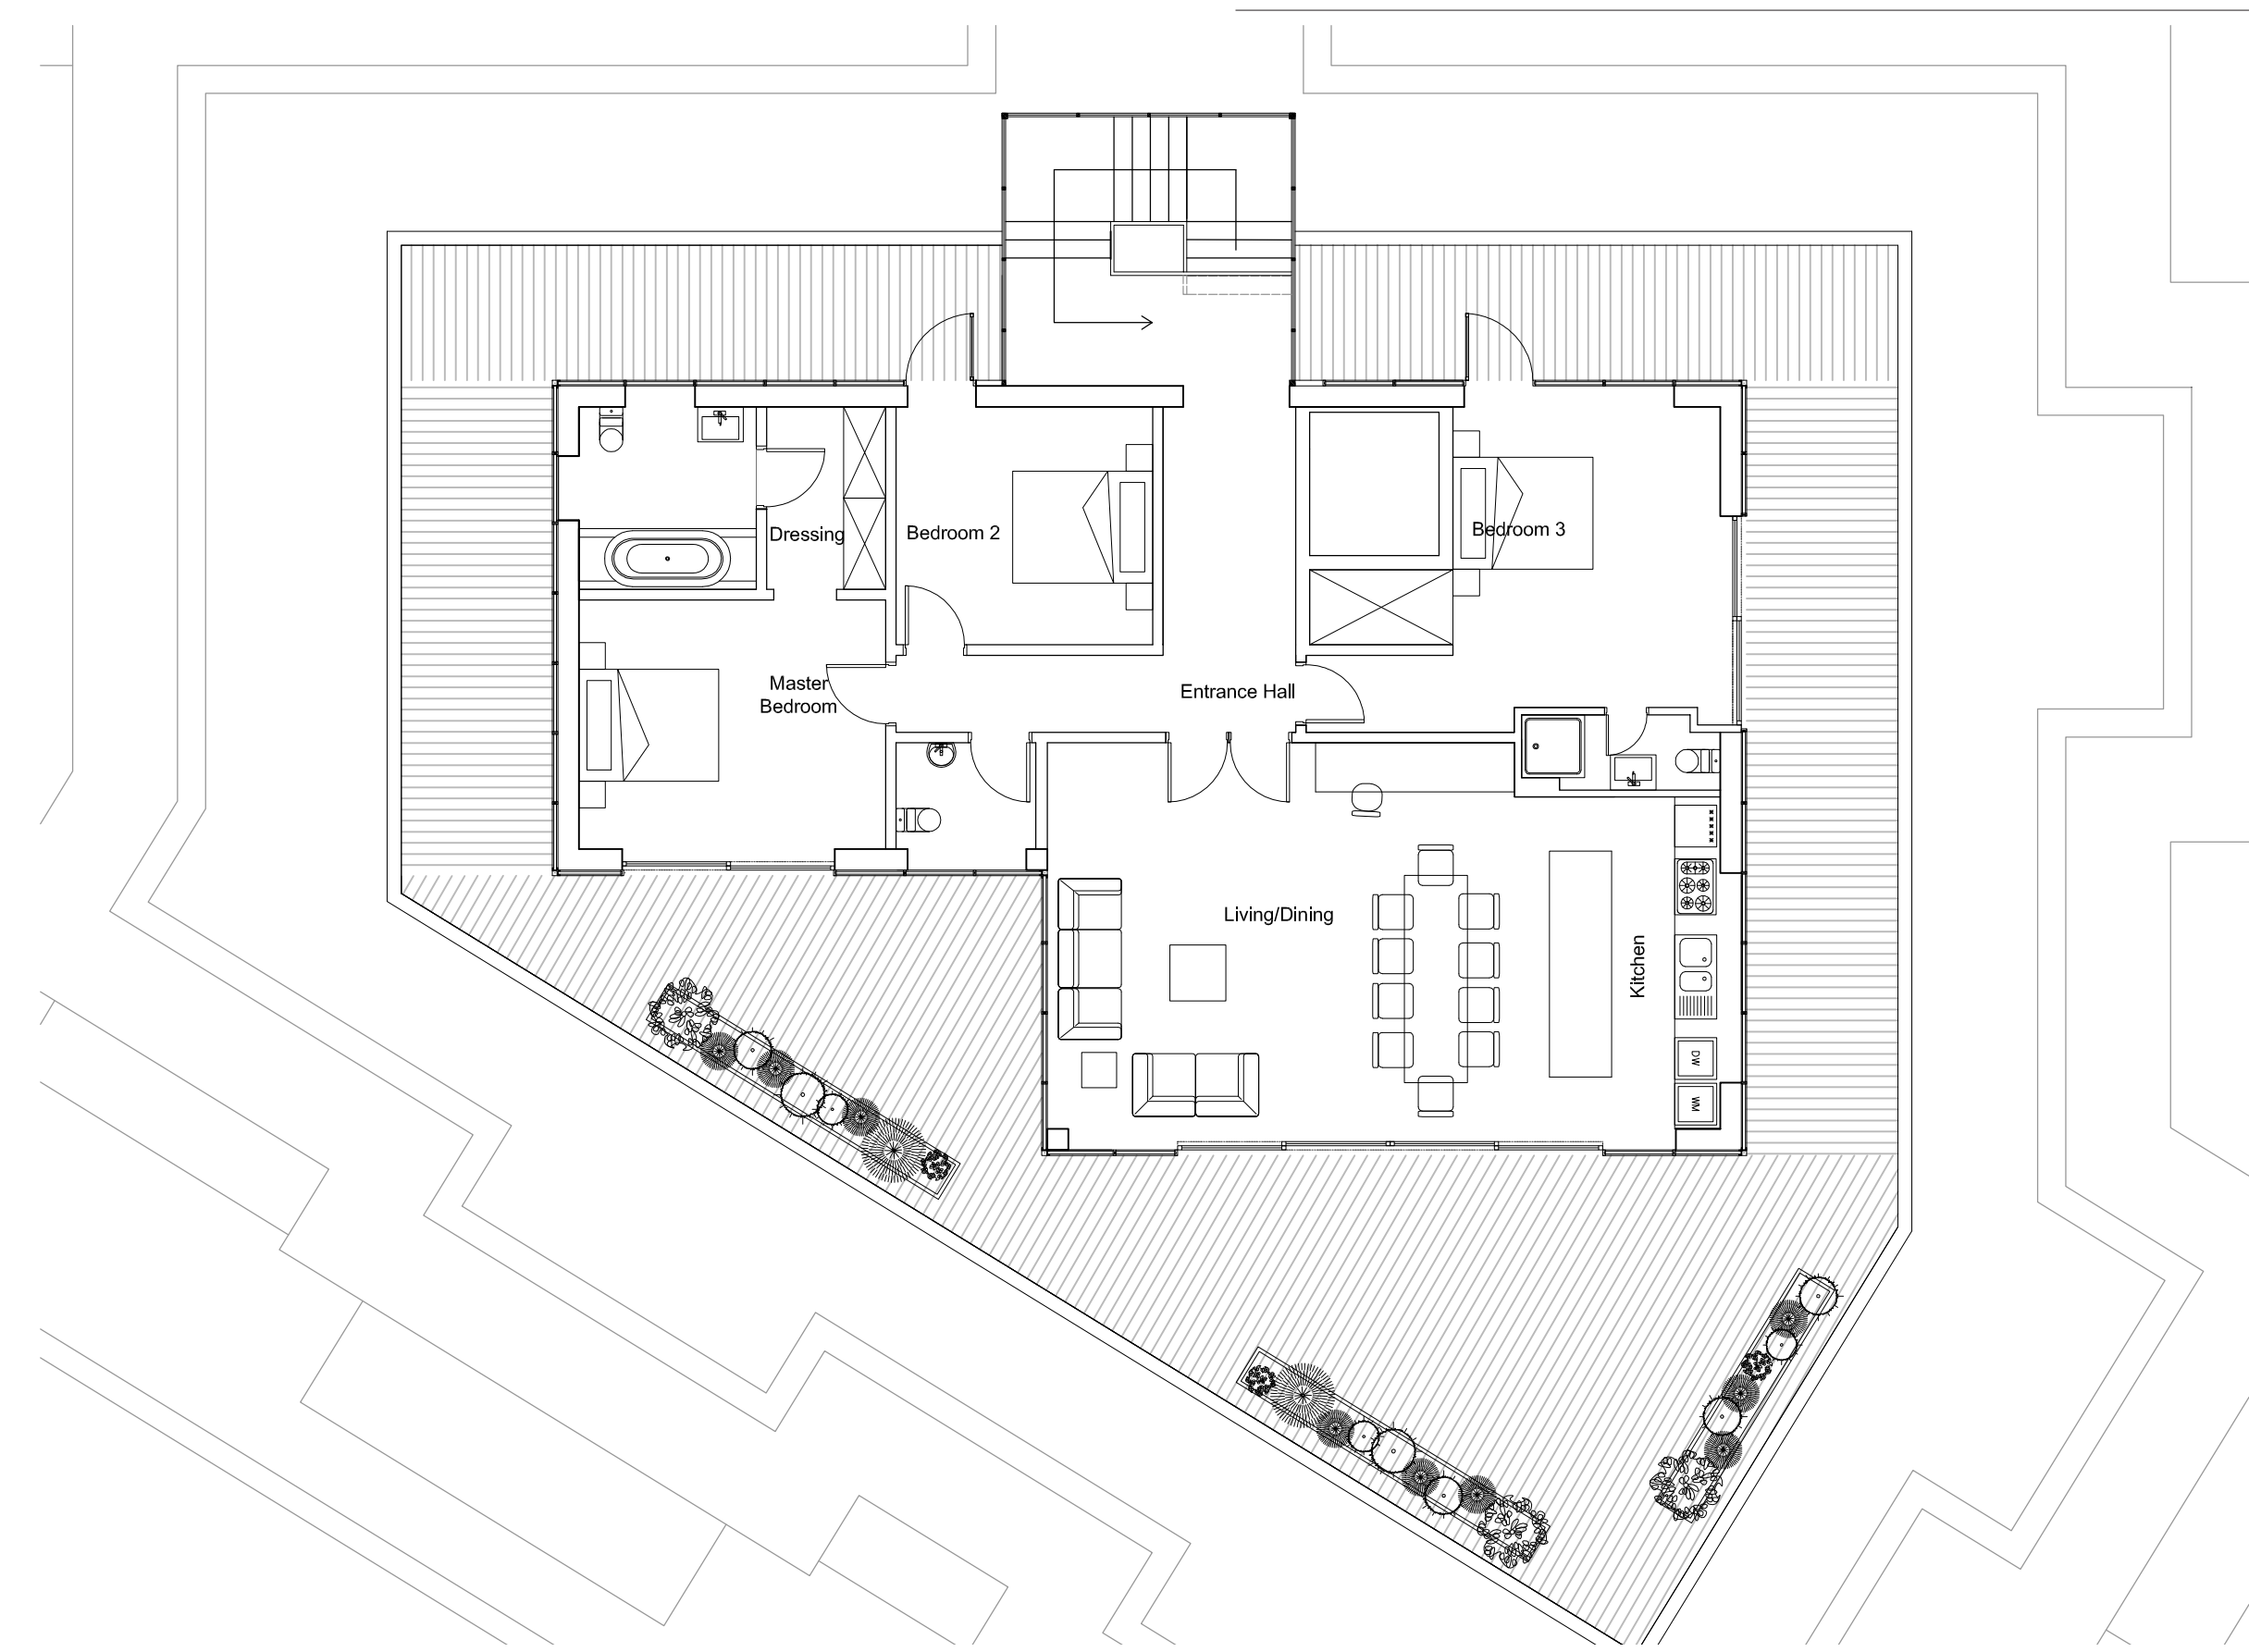 Dressing
Bedroom 2
Bedroom 3
Master
Bedroom
Entrance Hall
Living/Dining
Kitchen
DW
WM